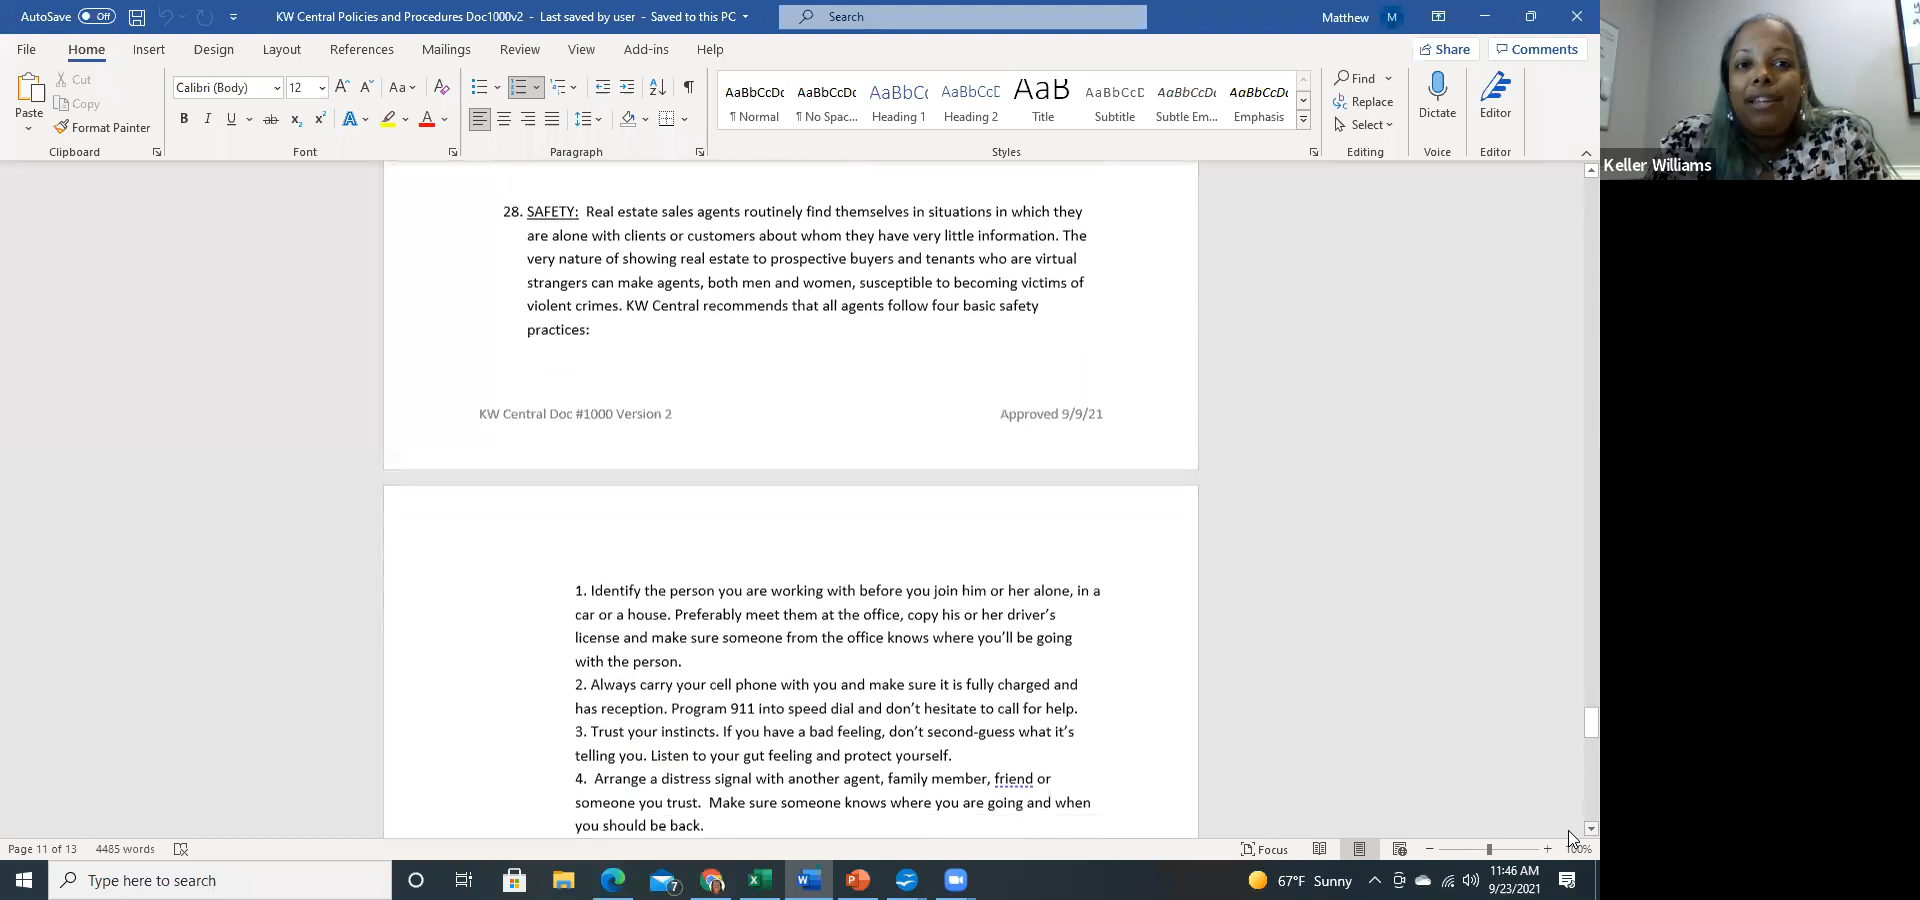 AutoSave Off KW Central Policies and Procedures Doc1000v2 - Last saved by user - Saved to this PC Search Matthew M
File Home Insert Design Layout References Mailings Review View Add-ins Help Share Comments
Paste Cut Copy Format Painter
Calibri (Body) 12
AaBbCcDc AaBbCcDc AaBbCc AaBbCcD AaB AaBbCcD AaBbCcDc AaBbCcDc
¶ Normal ¶ No Spac... Heading 1 Heading 2 Title Subtitle Subtle Em... Emphasis
Find Replace Select Dictate Editor
Clipboard Font Paragraph Styles Editing Voice Editor
Keller Williams
28. SAFETY: Real estate sales agents routinely find themselves in situations in which they
are alone with clients or customers about whom they have very little information. The
very nature of showing real estate to prospective buyers and tenants who are virtual
strangers can make agents, both men and women, susceptible to becoming victims of
violent crimes. KW Central recommends that all agents follow four basic safety
practices:
KW Central Doc #1000 Version 2 Approved 9/9/21
1. Identify the person you are working with before you join him or her alone, in a
car or a house. Preferably meet them at the office, copy his or her driver's
license and make sure someone from the office knows where you'll be going
with the person.
2. Always carry your cell phone with you and make sure it is fully charged and
has reception. Program 911 into speed dial and don't hesitate to call for help.
3. Trust your instincts. If you have a bad feeling, don't second-guess what it's
telling you. Listen to your gut feeling and protect yourself.
4. Arrange a distress signal with another agent, family member, friend or
someone you trust. Make sure someone knows where you are going and when
you should be back.
Page 11 of 13 4485 words Focus 100%
Type here to search 7 67°F Sunny 11:46 AM
9/23/2021